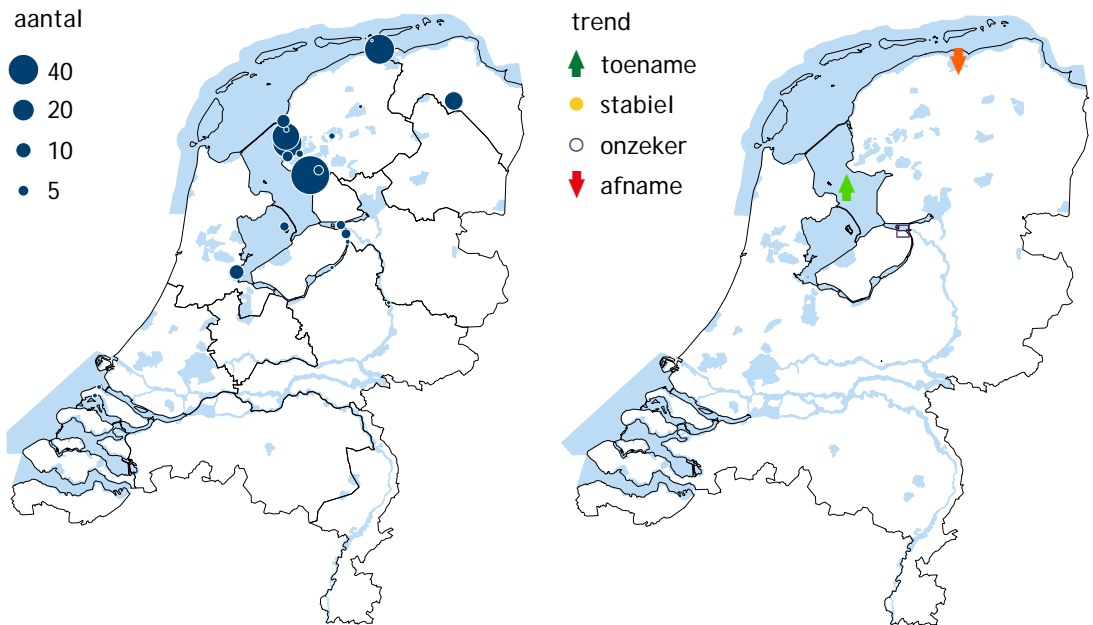 aantal
40
20
10
5
trend
toename
stabiel
onzeker
afname